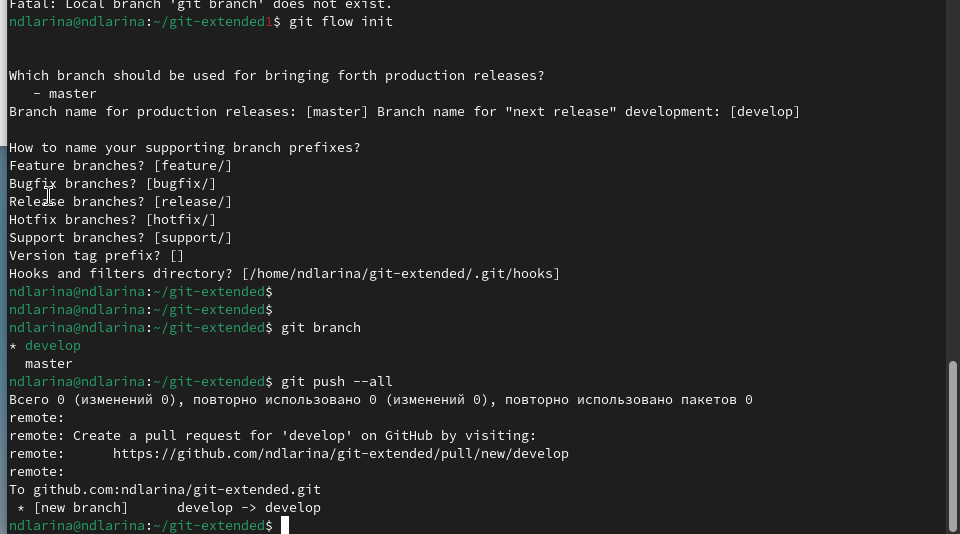 Fatal: Local branch 'git branch' does not exist.
ndlarina@ndlarina:~/git-extended1$ git flow init
Which branch should be used for bringing forth production releases?
   - master
Branch name for production releases: [master] Branch name for "next release" development: [develop]
How to name your supporting branch prefixes?
Feature branches? [feature/]
Bugfix branches? [bugfix/]
Release branches? [release/]
Hotfix branches? [hotfix/]
Support branches? [support/]
Version tag prefix? []
Hooks and filters directory? [/home/ndlarina/git-extended/.git/hooks]
ndlarina@ndlarina:~/git-extended$
ndlarina@ndlarina:~/git-extended$
ndlarina@ndlarina:~/git-extended$ git branch
* develop
  master
ndlarina@ndlarina:~/git-extended$ git push --all
Всего 0 (изменений 0), повторно использовано 0 (изменений 0), повторно использовано пакетов 0
remote:
remote: Create a pull request for 'develop' on GitHub by visiting:
remote:      https://github.com/ndlarina/git-extended/pull/new/develop
remote:
To github.com:ndlarina/git-extended.git
 * [new branch]      develop -> develop
ndlarina@ndlarina:~/git-extended$